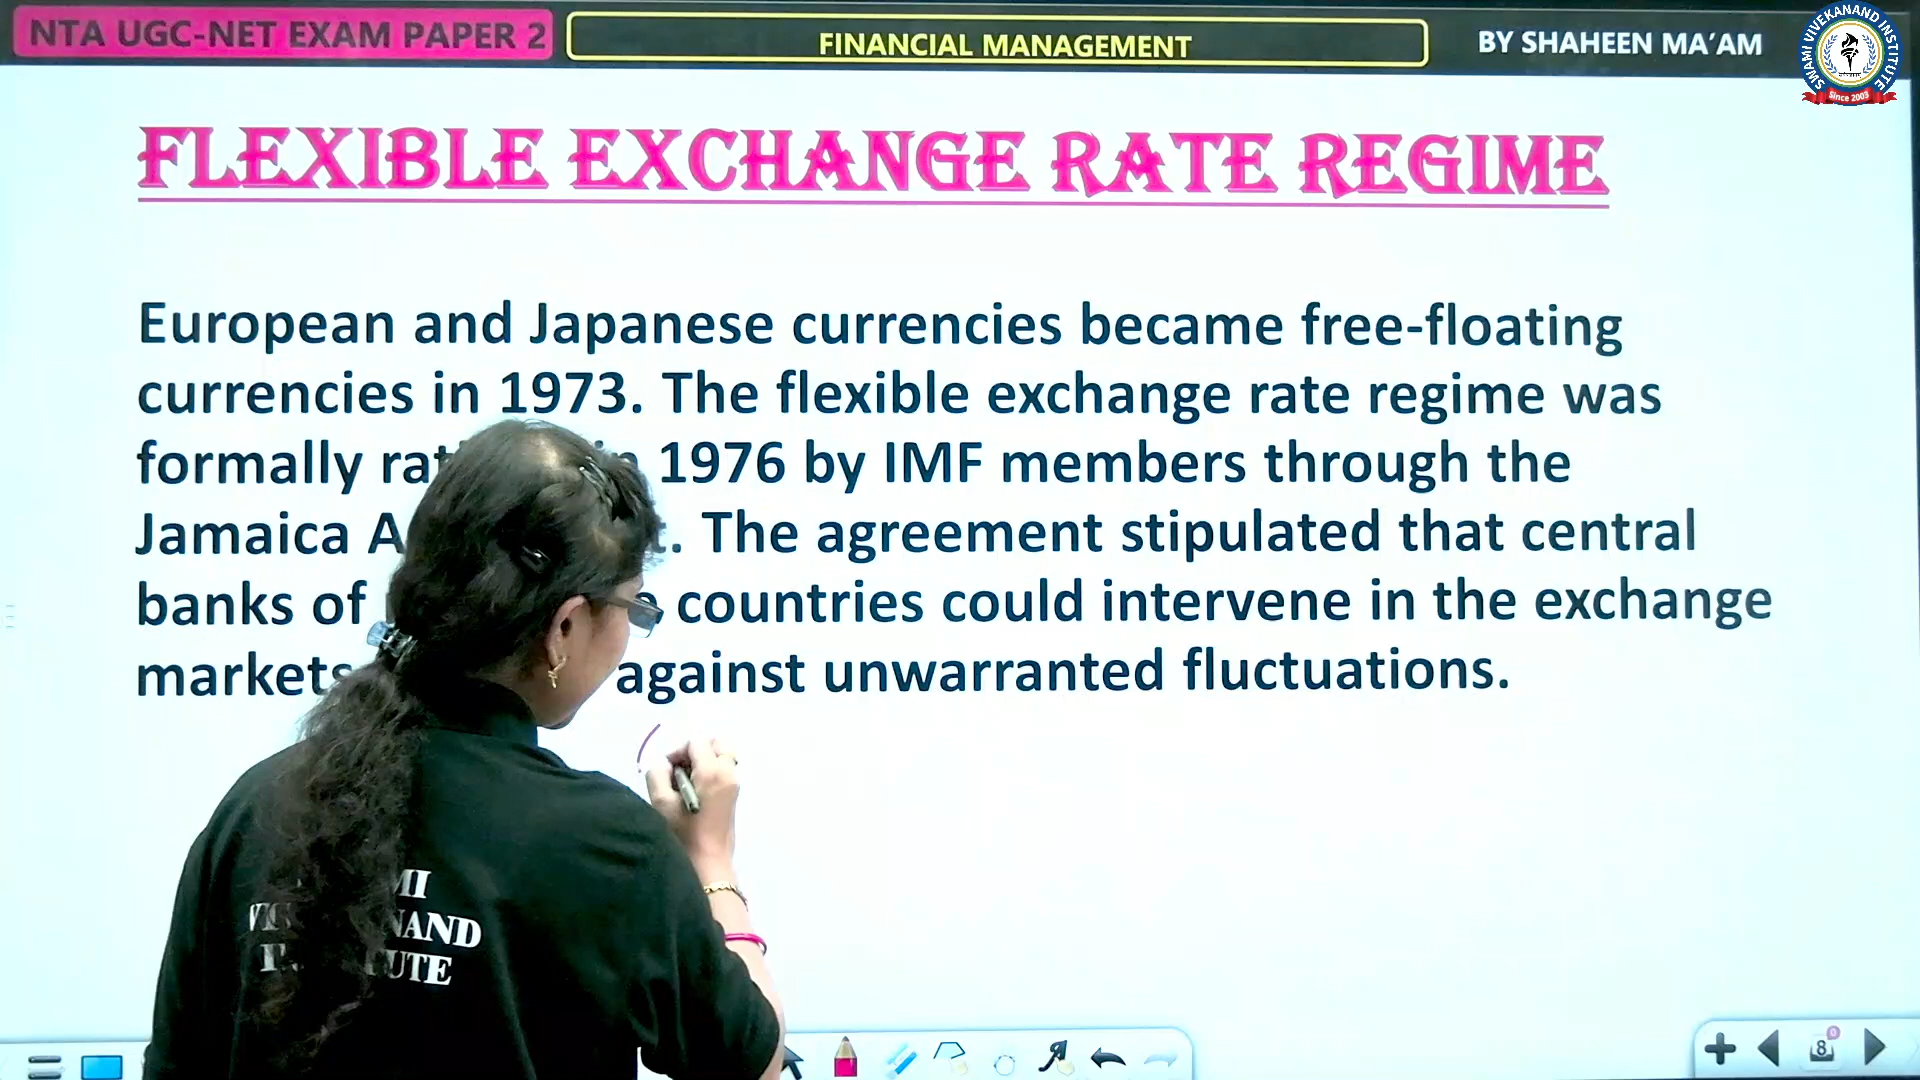 NTA UGC-NET EXAM PAPER 2
FINANCIAL MANAGEMENT
BY SHAHEEN MA'AM
SWAMI VIVEKANAND INSTITUTE
Since 2003
FLEXIBLE EXCHANGE RATE REGIME
European and Japanese currencies became free-floating
currencies in 1973. The flexible exchange rate regime was
formally 1976 by IMF members through the
Jamaica The agreement stipulated that central
banks of countries could intervene in the exchange
markets against unwarranted fluctuations.
8